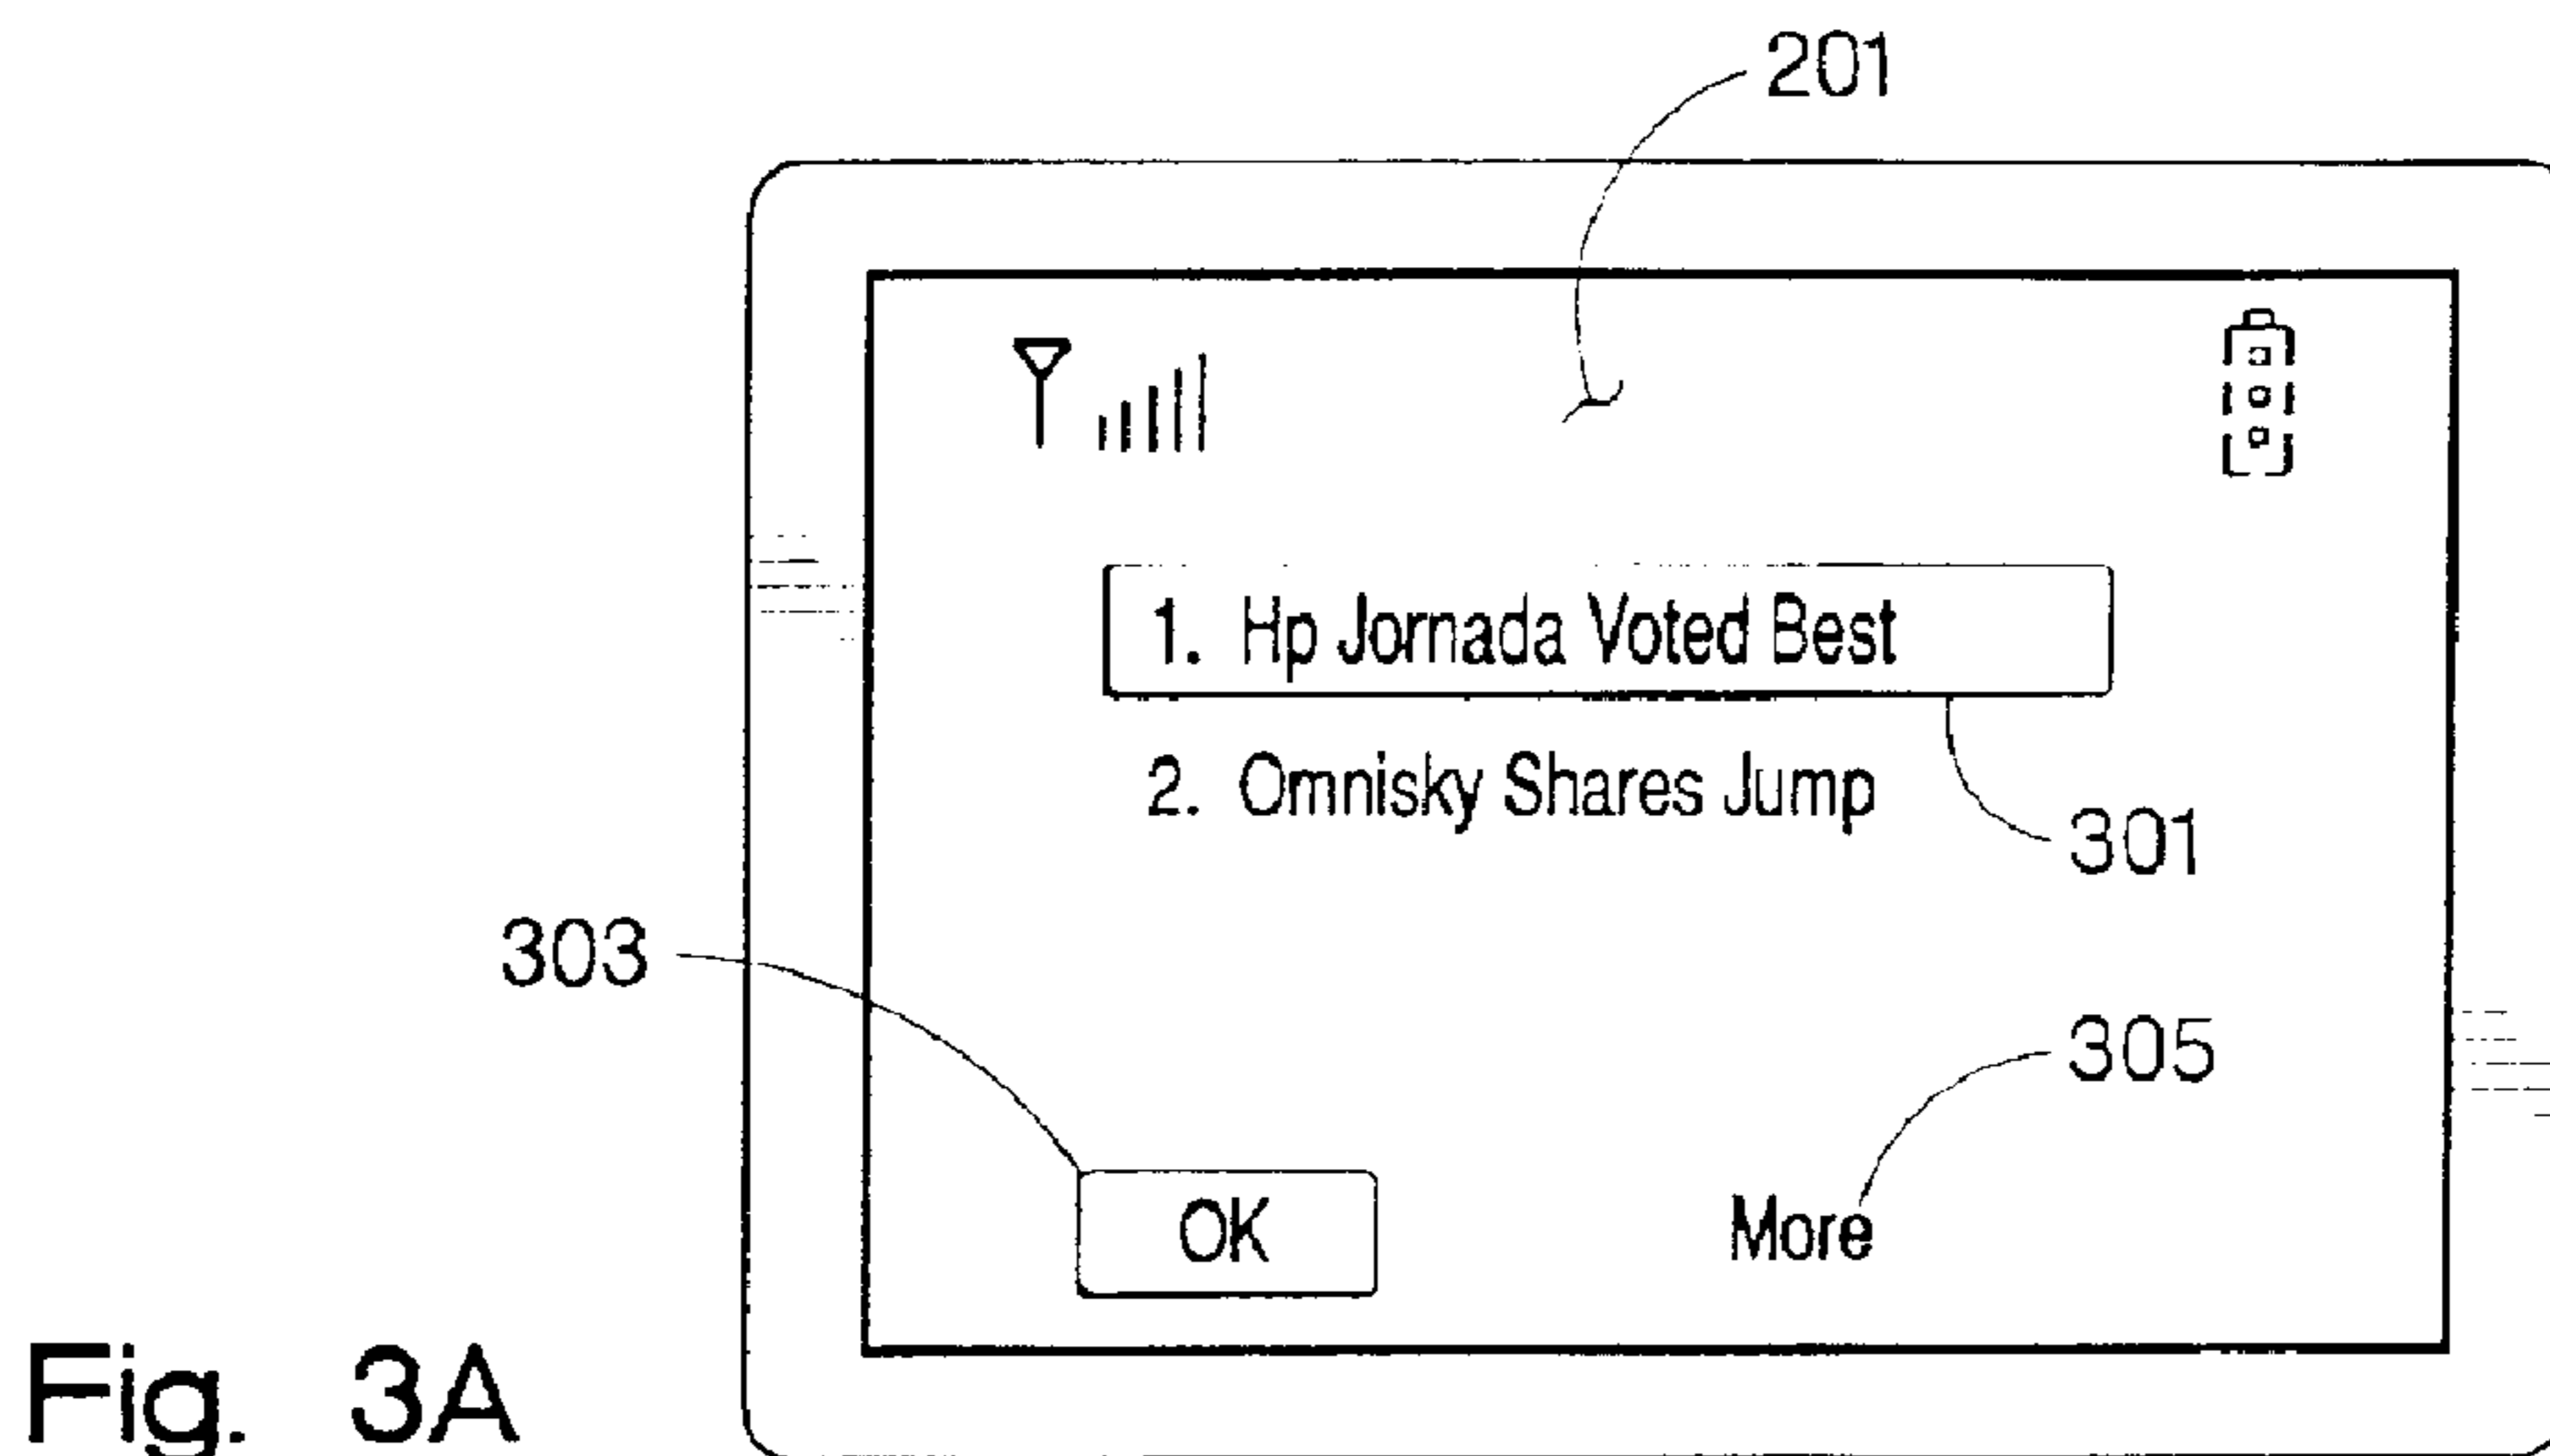 201
1. Hp Jornada Voted Best
2. Omnisky Shares Jump
301
303
305
OK More
Fig. 3A